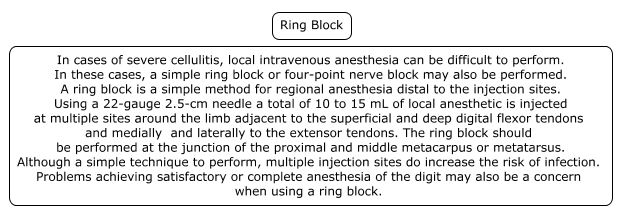 Ring Block
In cases of severe cellulitis, local intravenous anesthesia can be difficult to perform.
In these cases, a simple ring block or four-point nerve block may also be performed.
A ring block is a simple method for regional anesthesia distal to the injection sites.
Using a 22-gauge 2.5-cm needle a total of 10 to 15 mL of local anesthetic is injected
at multiple sites around the limb adjacent to the superficial and deep digital flexor tendons
and medially and laterally to the extensor tendons. The ring block should
be performed at the junction of the proximal and middle metacarpus or metatarsus.
Although a simple technique to perform, multiple injection sites do increase the risk of infection.
Problems achieving satisfactory or complete anesthesia of the digit may also be a concern
when using a ring block.